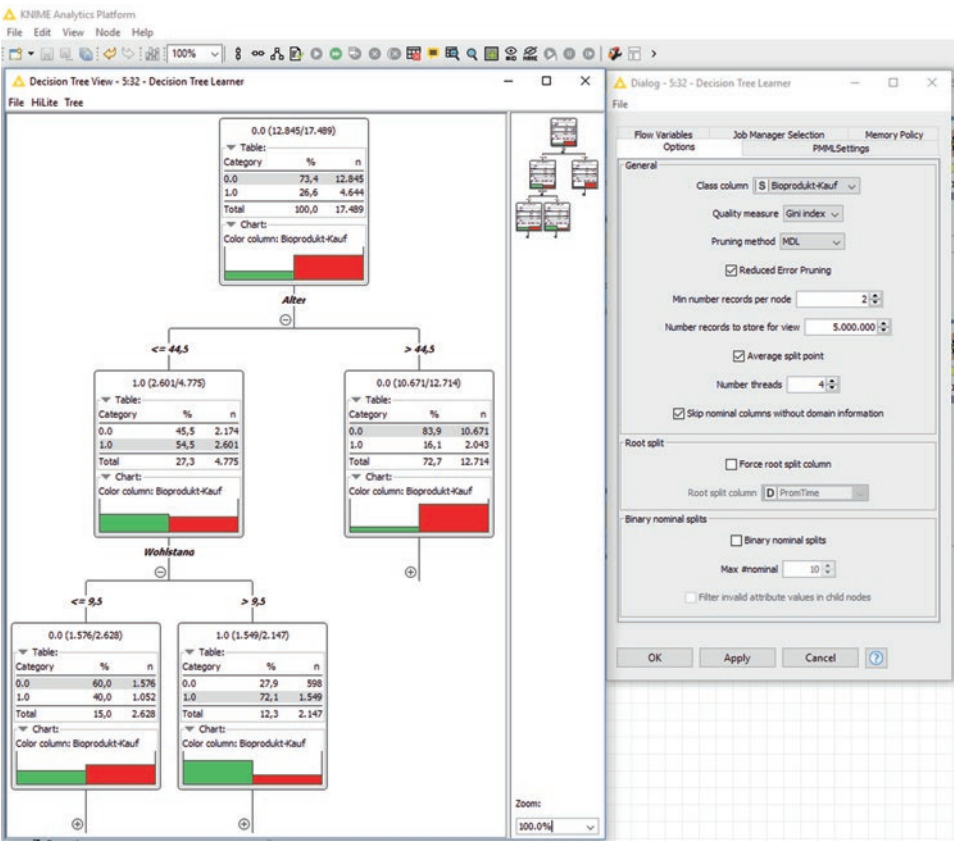 KNIME Analytics Platform
File Edit View Node Help
100%
Decision Tree View - 5:32 - Decision Tree Learner
File HiLite Tree
0.0 (12.845/17.489)
Table:
Category % n
0.0 73,4 12.845
1.0 26,6 4.644
Total 100,0 17.489
Chart:
Color column: Bioprodukt-Kauf
Alter
<= 44,5
> 44,5
1.0 (2.601/4.775)
Table:
Category % n
0.0 45,5 2.174
1.0 54,5 2.601
Total 27,3 4.775
Chart:
Color column: Bioprodukt-Kauf
0.0 (10.671/12.714)
Table:
Category % n
0.0 83,9 10.671
1.0 16,1 2.043
Total 72,7 12.714
Chart:
Color column: Bioprodukt-Kauf
Wohlstand
<= 9,5
> 9,5
0.0 (1.576/2.628)
Table:
Category % n
0.0 60,0 1.576
1.0 40,0 1.052
Total 15,0 2.628
Chart:
Color column: Bioprodukt-Kauf
1.0 (1.549/2.147)
Table:
Category % n
0.0 27,9 598
1.0 72,1 1.549
Total 12,3 2.147
Chart:
Color column: Bioprodukt-Kauf
Zoom:
100.0%
Dialog - 5:32 - Decision Tree Learner
File
Flow Variables Job Manager Selection Memory Policy
Options PMMLSettings
General
Class column S Bioprodukt-Kauf
Quality measure Gini index
Pruning method MDL
Reduced Error Pruning
Min number records per node 2
Number records to store for view 5.000.000
Average split point
Number threads 4
Skip nominal columns without domain information
Root split
Force root split column
Root split column D PromTime
Binary nominal splits
Binary nominal splits
Max #nominal 10
Filter invalid attribute values in child nodes
OK Apply Cancel ?